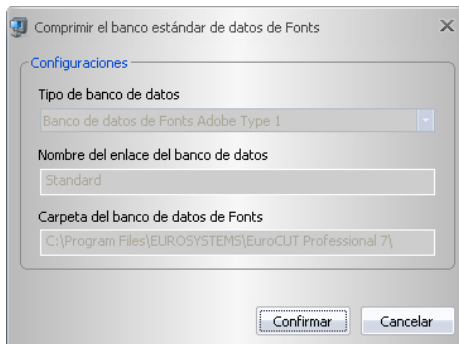 Comprimir el banco estándar de datos de Fonts
Configuraciones
Tipo de banco de datos
Banco de datos de Fonts Adobe Type 1
Nombre del enlace del banco de datos
Standard
Carpeta del banco de datos de Fonts
C:\Program Files\EUROSYSTEMS\EuroCUT Professional 7\
Confirmar
Cancelar